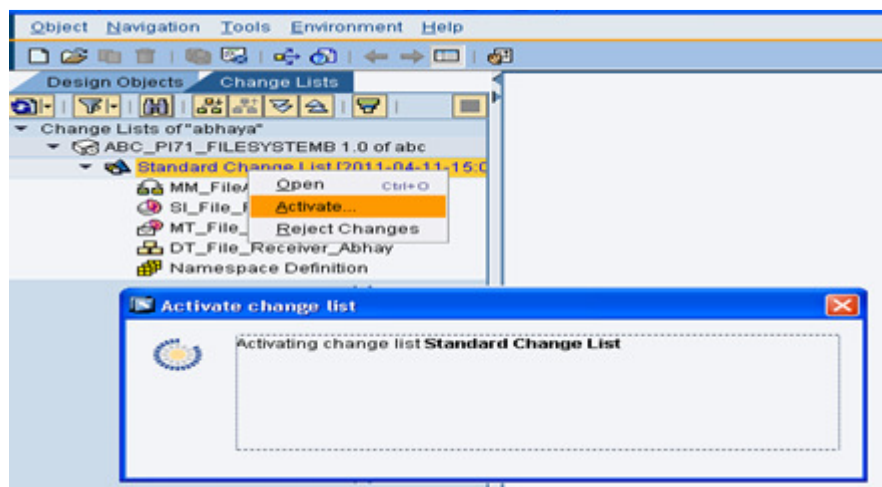 Object Navigation Tools Environment Help
Design Objects Change Lists
Change Lists of "abhaya"
ABC_PI71_FILESYSTEMB 1.0 of abc
Standard Change List [2011-04-11-15:0
MM_File
Open Ctrl+O
SI_File_
Activate...
MT_File_
Reject Changes
DT_File_Receiver_Abhay
Namespace Definition
Activate change list
Activating change list Standard Change List